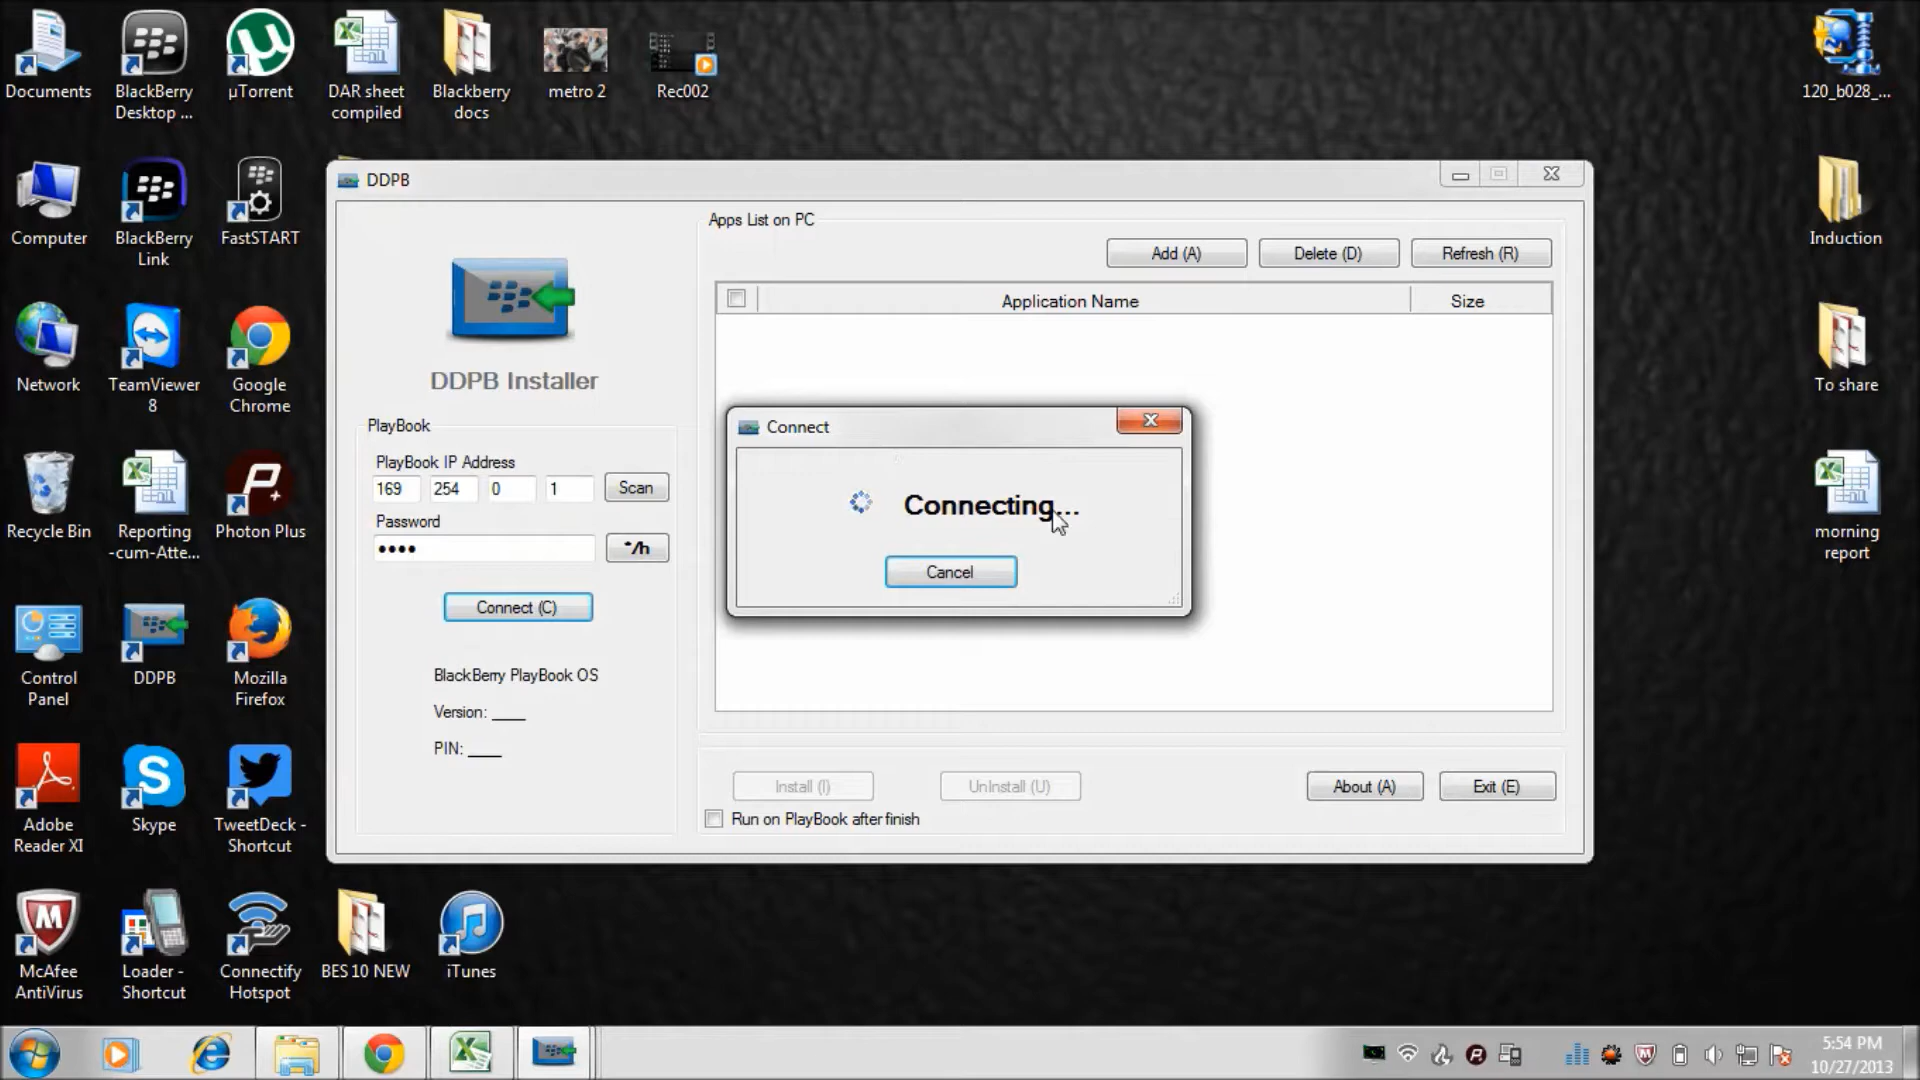 Documents
BlackBerry
Desktop ...
µTorrent
DAR sheet
compiled
Blackberry
docs
metro 2
Rec002
120_b028_...
Computer
BlackBerry
Link
FastSTART
Induction
Network
TeamViewer
8
Google
Chrome
To share
Recycle Bin
Reporting
-cum-Atte...
Photon Plus
morning
report
Control
Panel
DDPB
Mozilla
Firefox
Adobe
Reader XI
Skype
TweetDeck -
Shortcut
McAfee
AntiVirus
Loader -
Shortcut
Connectify
Hotspot
BES 10 NEW
iTunes
DDPB
DDPB Installer
PlayBook
PlayBook IP Address
169 254 0 1 Scan
Password
•••• */h
Connect (C)
BlackBerry PlayBook OS
Version: ____
PIN: ____
Apps List on PC
Add (A) Delete (D) Refresh (R)
Application Name Size
Connect
Connecting...
Cancel
Install (I) UnInstall (U) About (A) Exit (E)
Run on PlayBook after finish
5:54 PM
10/27/2013